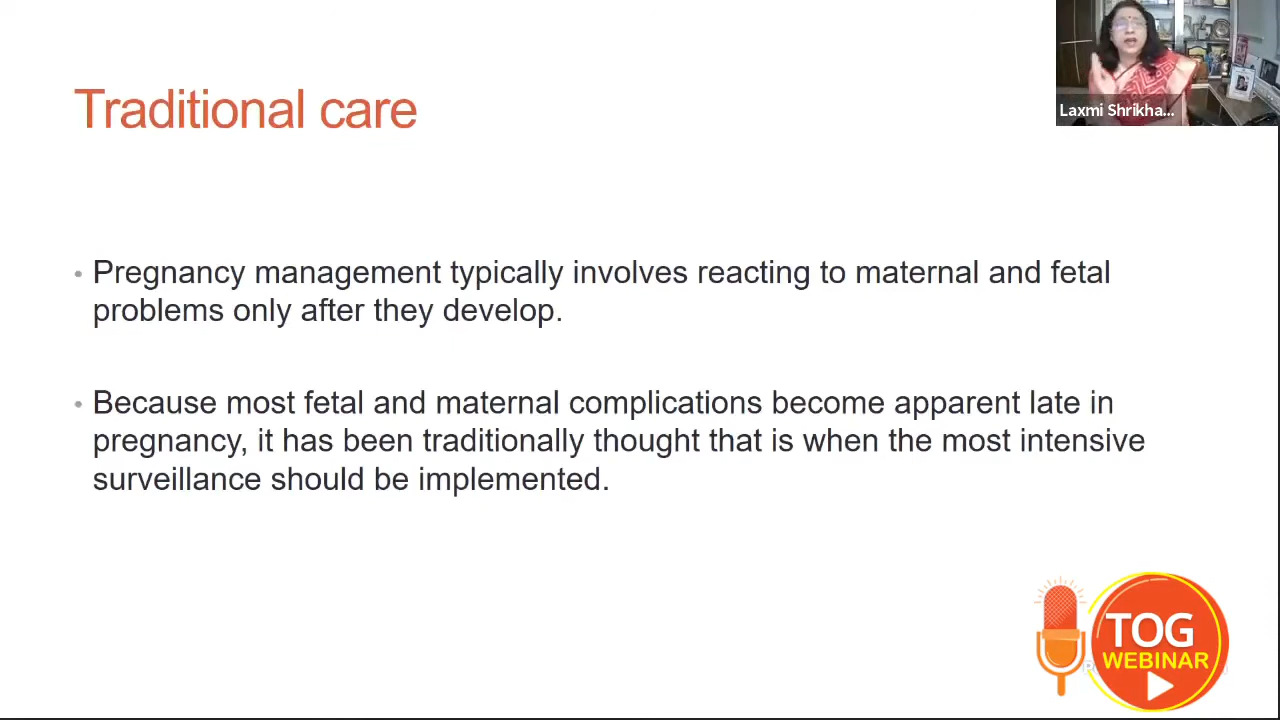 Traditional care
Laxmi Shrikha...
• Pregnancy management typically involves reacting to maternal and fetal
problems only after they develop.
• Because most fetal and maternal complications become apparent late in
pregnancy, it has been traditionally thought that is when the most intensive
surveillance should be implemented.
TOG
WEBINAR